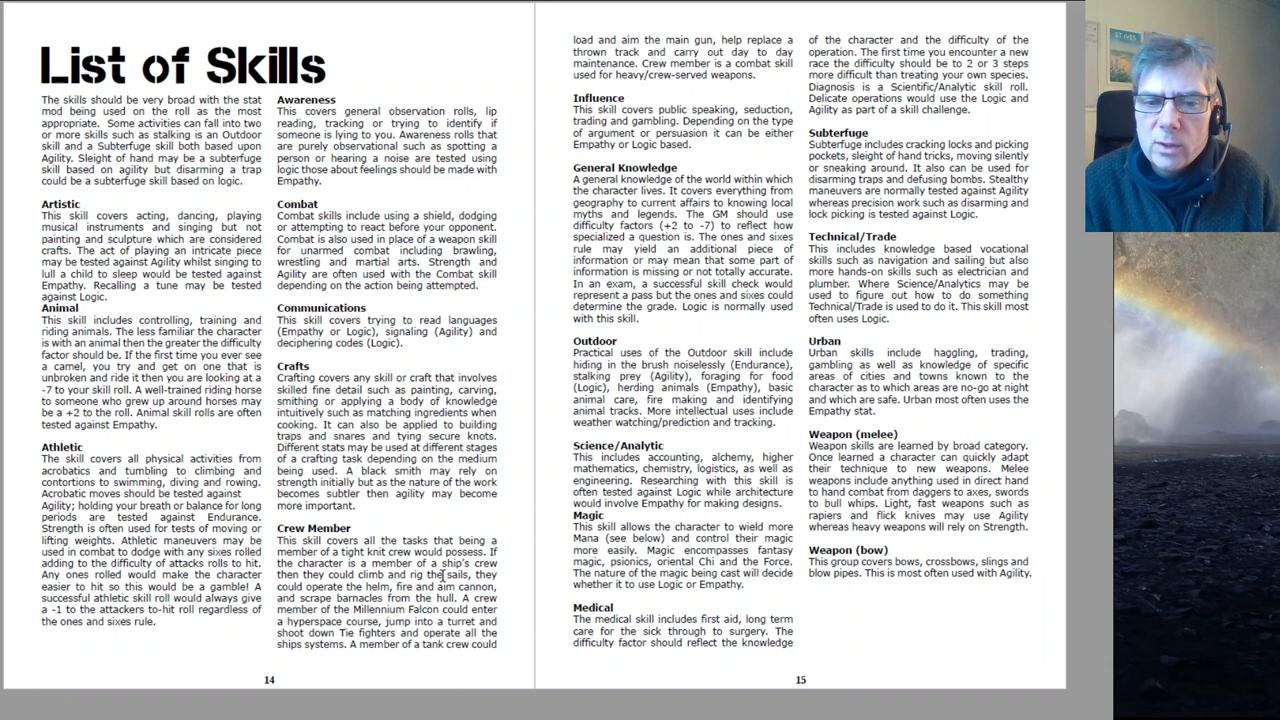 List of Skills
The skills should be very broad with the stat
mod being used on the roll as the most
appropriate. Some activities can fall into two
or more skills such as stalking is an Outdoor
skill and a Subterfuge skill both based upon
Agility. Sleight of hand may be a subterfuge
skill based on agility but disarming a trap
could be a subterfuge skill based on logic.
Artistic
This skill covers acting, dancing, playing
musical instruments and singing but not
painting and sculpture which are considered
crafts. The act of playing an intricate piece
may be tested against Agility whilst singing to
lull a child to sleep would be tested against
Empathy. Recalling a tune may be tested
against Logic.
Animal
This skill includes controlling, training and
riding animals. The less familiar the character
is with an animal then the greater the difficulty
factor should be. If the first time you ever see
a camel, you try and get on one that is
unbroken and ride it then you are looking at a
-7 to your skill roll. A well-trained riding horse
to someone who grew up around horses may
be a +2 to the roll. Animal skill rolls are often
tested against Empathy.
Athletic
The skill covers all physical activities from
acrobatics and tumbling to climbing and
contortions to swimming, diving and rowing.
Acrobatic moves should be tested against
Agility; holding your breath or balance for long
periods are tested against Endurance.
Strength is often used for tests of moving or
lifting weights. Athletic maneuvers may be
used in combat to dodge with any sixes rolled
adding to the difficulty of attacks rolls to hit.
Any ones rolled would make the character
easier to hit so this would be a gamble! A
successful athletic skill roll would always give
a -1 to the attackers to-hit roll regardless of
the ones and sixes rule.
Awareness
This covers general observation rolls, lip
reading, tracking or trying to identify if
someone is lying to you. Awareness rolls that
are purely observational such as spotting a
person or hearing a noise are tested using
logic those about feelings should be made with
Empathy.
Combat
Combat skills include using a shield, dodging
or attempting to react before your opponent.
Combat is also used in place of a weapon skill
for unarmed combat including brawling,
wrestling and martial arts. Strength and
Agility are often used with the Combat skill
depending on the action being attempted.
Communications
This skill covers trying to read languages
(Empathy or Logic), signaling (Agility) and
deciphering codes (Logic).
Crafts
Crafting covers any skill or craft that involves
skilled fine detail such as painting, carving,
smithing or applying a body of knowledge
intuitively such as matching ingredients when
cooking. It can also be applied to building
traps and snares and tying secure knots.
Different stats may be used at different stages
of a crafting task depending on the medium
being used. A black smith may rely on
strength initially but as the nature of the work
becomes subtler then agility may become
more important.
Crew Member
This skill covers all the tasks that being a
member of a tight knit crew would possess. If
the character is a member of a ship's crew
then they could climb and rig the sails, they
could operate the helm, fire and aim cannon,
and scrape barnacles from the hull. A crew
member of the Millennium Falcon could enter
a hyperspace course, jump into a turret and
shoot down Tie fighters and operate all the
ships systems. A member of a tank crew could
14
load and aim the main gun, help replace a
thrown track and carry out day to day
maintenance. Crew member is a combat skill
used for heavy/crew-served weapons.
Influence
This skill covers public speaking, seduction,
trading and gambling. Depending on the type
of argument or persuasion it can be either
Empathy or Logic based.
General Knowledge
A general knowledge of the world within which
the character lives. It covers everything from
geography to current affairs to knowing local
myths and legends. The GM should use
difficulty factors (+2 to -7) to reflect how
specialized a question is. The ones and sixes
rule may yield an additional piece of
information or may mean that some part of
information is missing or not totally accurate.
In an exam, a successful skill check would
represent a pass but the ones and sixes could
determine the grade. Logic is normally used
with this skill.
Outdoor
Practical uses of the Outdoor skill include
hiding in the brush noiselessly (Endurance),
stalking prey (Agility), foraging for food
(Logic), herding animals (Empathy), basic
animal care, fire making and identifying
animal tracks. More intellectual uses include
weather watching/prediction and tracking.
Science/Analytic
This includes accounting, alchemy, higher
mathematics, chemistry, logistics, as well as
engineering. Researching with this skill is
often tested against Logic while architecture
would involve Empathy for making designs.
Magic
This skill allows the character to wield more
Mana (see below) and control their magic
more easily. Magic encompasses fantasy
magic, psionics, oriental Chi and the Force.
The nature of the magic being cast will decide
whether it to use Logic or Empathy.
Medical
The medical skill includes first aid, long term
care for the sick through to surgery. The
difficulty factor should reflect the knowledge
of the character and the difficulty of the
operation. The first time you encounter a new
race the difficulty should be to 2 or 3 steps
more difficult than treating your own species.
Diagnosis is a Scientific/Analytic skill roll.
Delicate operations would use the Logic and
Agility as part of a skill challenge.
Subterfuge
Subterfuge includes cracking locks and picking
pockets, sleight of hand tricks, moving silently
or sneaking around. It also can be used for
disarming traps and defusing bombs. Stealthy
maneuvers are normally tested against Agility
whereas precision work such as disarming and
lock picking is tested against Logic.
Technical/Trade
This includes knowledge based vocational
skills such as navigation and sailing but also
more hands-on skills such as electrician and
plumber. Where Science/Analytics may be
used to figure out how to do something
Technical/Trade is used to do it. This skill most
often uses Logic.
Urban
Urban skills include haggling, trading,
gambling as well as knowledge of specific
areas of cities and towns known to the
character as to which areas are no-go at night
and which are safe. Urban most often uses the
Empathy stat.
Weapon (melee)
Weapon skills are learned by broad category.
Once learned a character can quickly adapt
their technique to new weapons. Melee
weapons include anything used in direct hand
to hand combat from daggers to axes, swords
to bull whips. Light, fast weapons such as
rapiers and flick knives may use Agility
whereas heavy weapons will rely on Strength.
Weapon (bow)
This group covers bows, crossbows, slings and
blow pipes. This is most often used with Agility.
15